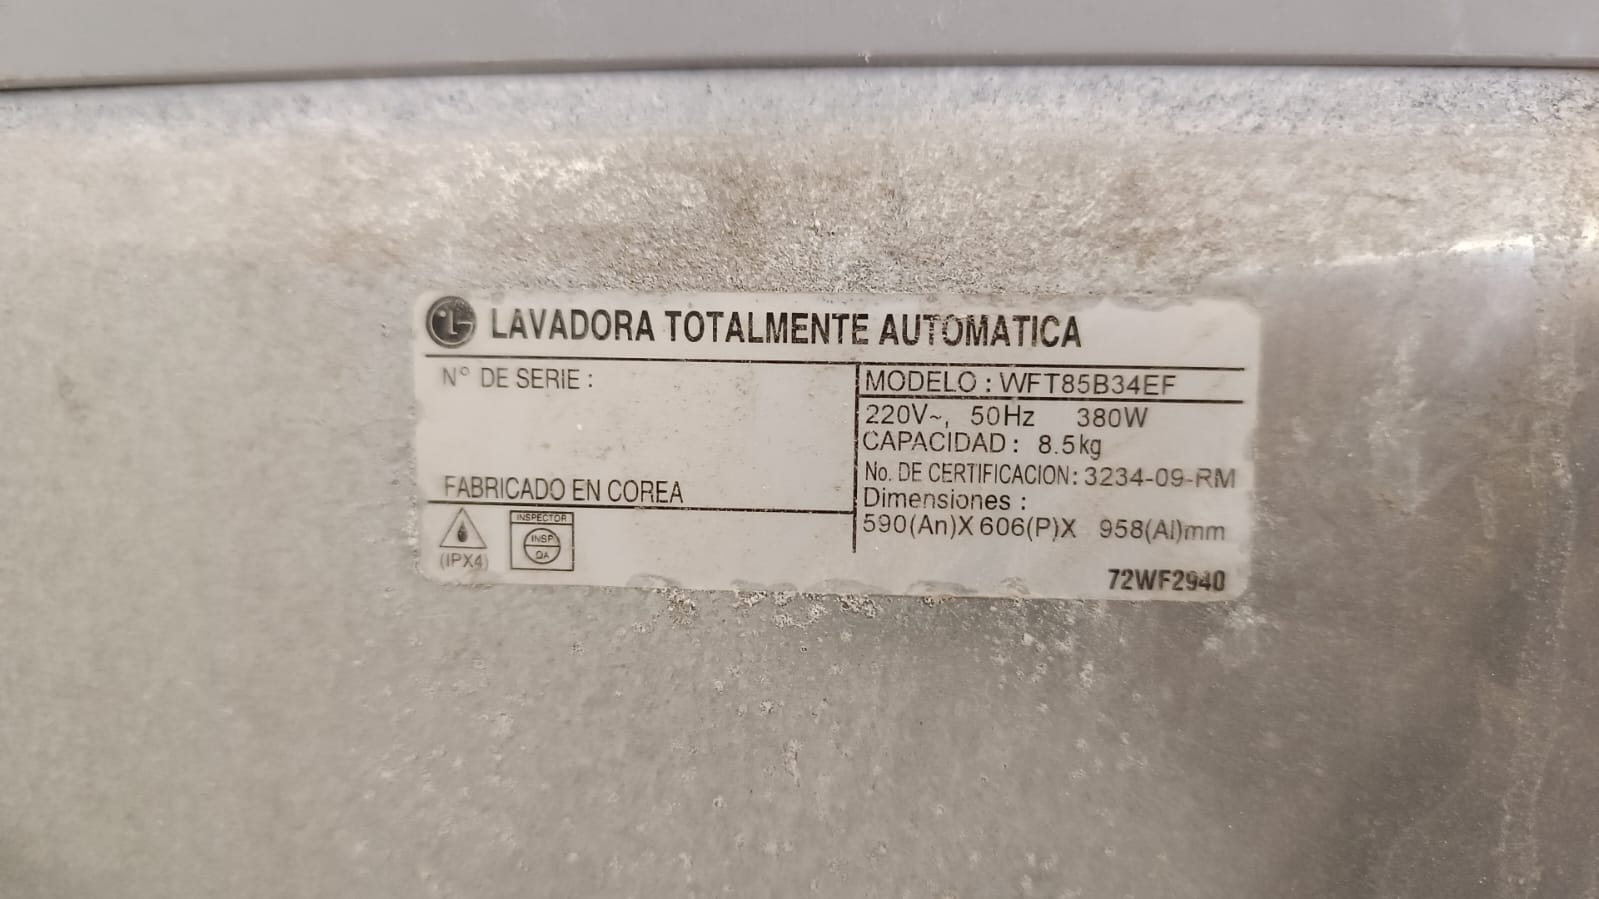 LG LAVADORA TOTALMENTE AUTOMATICA
N° DE SERIE :
FABRICADO EN COREA
MODELO : WFT85B34EF
220V~, 50Hz 380W
CAPACIDAD : 8.5kg
No. DE CERTIFICACION: 3234-09-RM
Dimensiones :
590(An)X 606(P)X 958(Al)mm
(IPX4)
INSPECTOR
INSP
QA
72WF2940